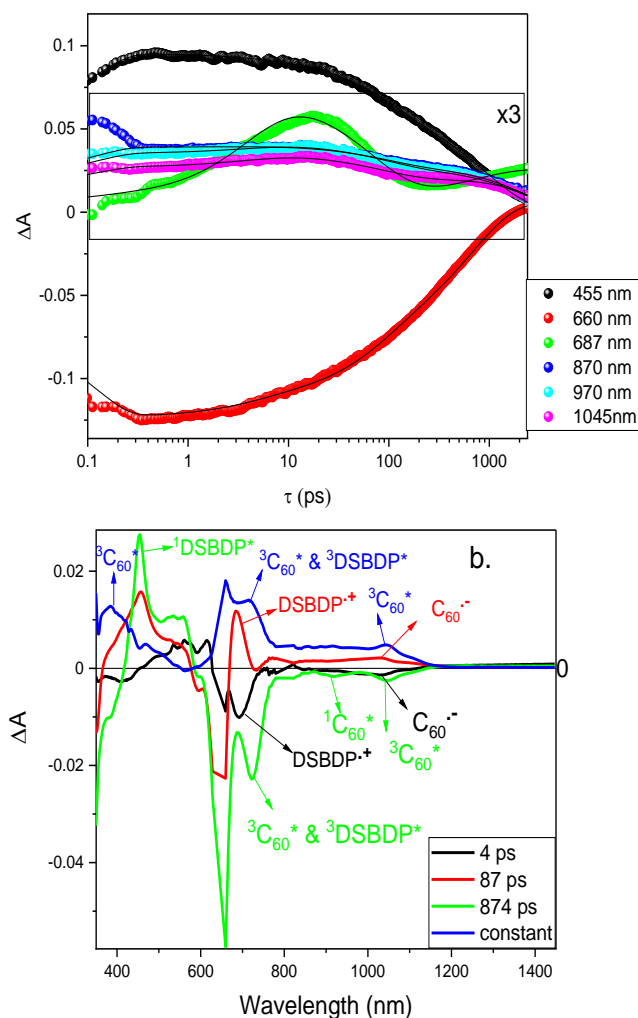 0.1
x3
0.05
0
ΔA
-0.05
-0.1
455 nm
660 nm
687 nm
870 nm
970 nm
1045nm
0.1 1 10 100 1000
τ (ps)
b.
³C₆₀*
¹DSBDP*
³C₆₀* & ³DSBDP*
DSBDP·⁺
³C₆₀*
C₆₀·⁻
0.02
0
0
ΔA
-0.02
-0.04
¹C₆₀*
C₆₀·⁻
DSBDP·⁺
³C₆₀*
³C₆₀* & ³DSBDP*
4 ps
87 ps
874 ps
constant
400 600 800 1000 1200 1400
Wavelength (nm)